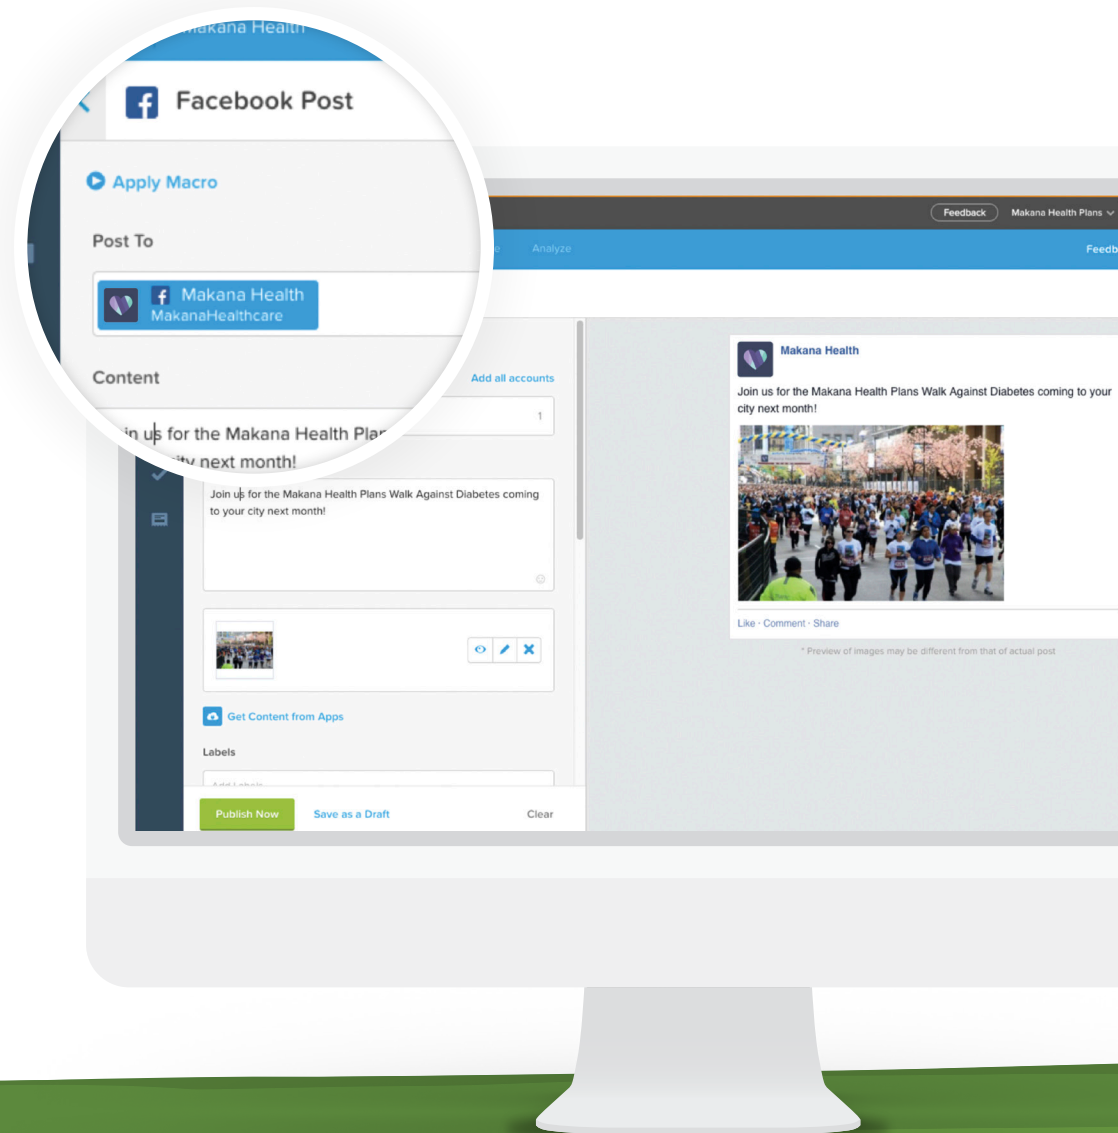 Makana Health
Facebook Post
Apply Macro
Post To
Makana Health
MakanaHealthcare
Content
in us for the Makana Health Plan
city next month!
Feedback
Makana Health Plans
Analyze
Feedb
Add all accounts
1
Join us for the Makana Health Plans Walk Against Diabetes coming
to your city next month!
Get Content from Apps
Labels
Add Labels
Publish Now
Save as a Draft
Clear
Makana Health
Join us for the Makana Health Plans Walk Against Diabetes coming to your
city next month!
Like · Comment · Share
* Preview of images may be different from that of actual post